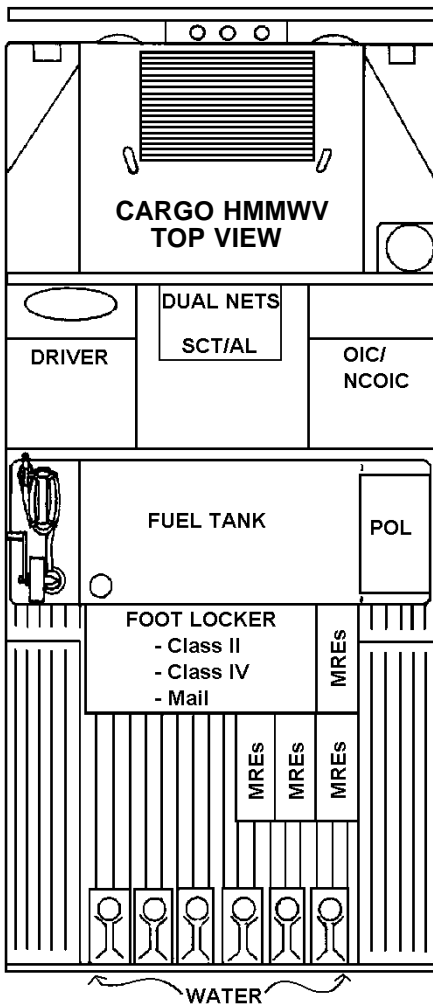 CARGO HMMWV
TOP VIEW
DUAL NETS
SCT/AL
DRIVER
OIC/
NCOIC
FUEL TANK
POL
FOOT LOCKER
- Class II
- Class IV
- Mail
MREs
MREs
MREs
MREs
WATER